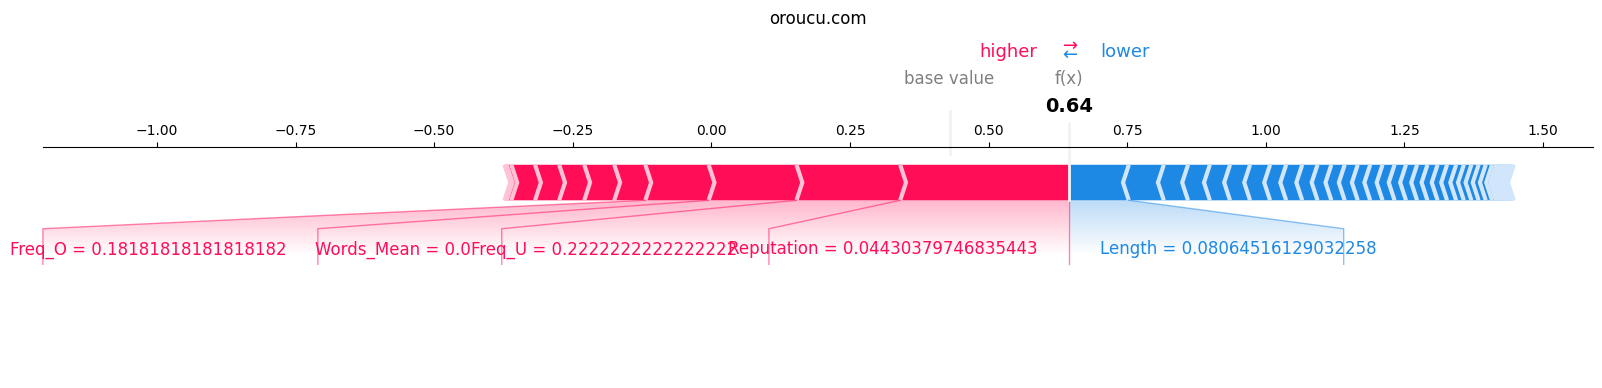 oroucu.com
higher → lower
←
base value f(x)
0.64
−1.00 −0.75 −0.50 −0.25 0.00 0.25 0.50 0.75 1.00 1.25 1.50
Freq_O = 0.18181818181818182 Words_Mean = 0.0 Freq_U = 0.2222222222222222 Reputation = 0.04430379746835443 Length = 0.08064516129032258